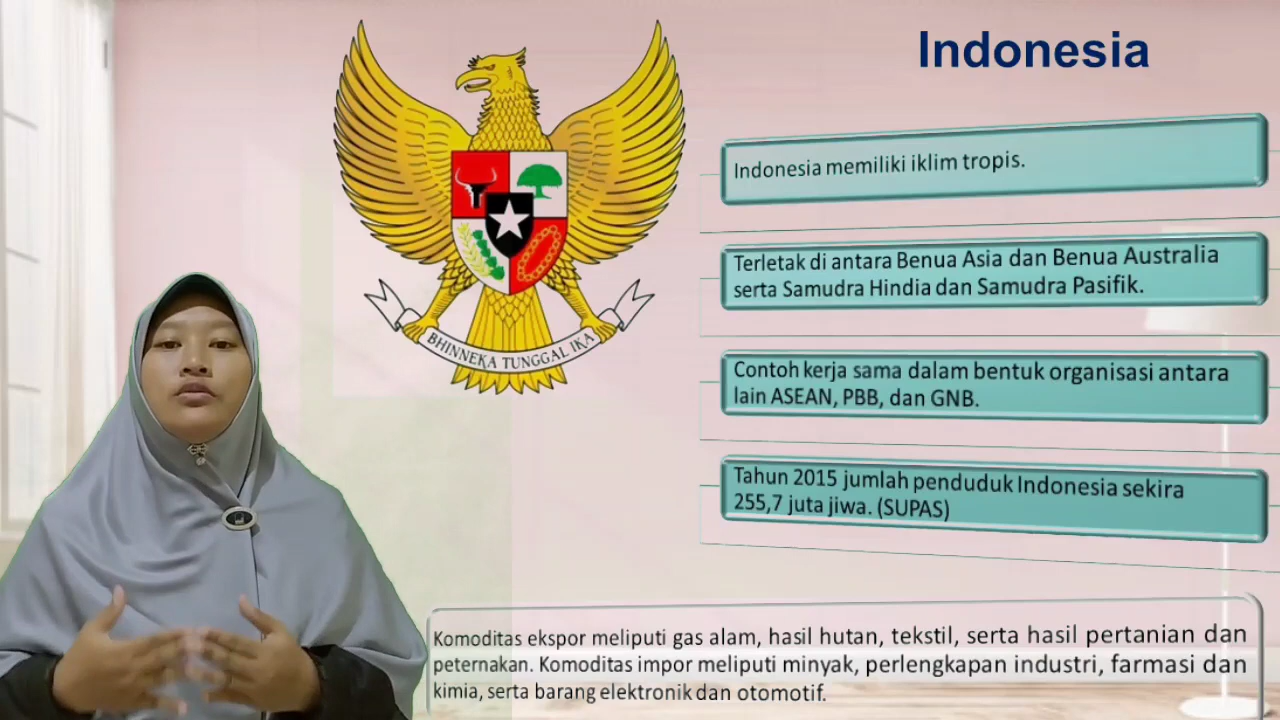 Indonesia
Indonesia memiliki iklim tropis.
Terletak di antara Benua Asia dan Benua Australia
serta Samudra Hindia dan Samudra Pasifik.
Contoh kerja sama dalam bentuk organisasi antara
lain ASEAN, PBB, dan GNB.
Tahun 2015 jumlah penduduk Indonesia sekira
255,7 juta jiwa. (SUPAS)
BHINNEKA TUNGGAL IKA
Komoditas ekspor meliputi gas alam, hasil hutan, tekstil, serta hasil pertanian dan
peternakan. Komoditas impor meliputi minyak, perlengkapan industri, farmasi dan
kimia, serta barang elektronik dan otomotif.